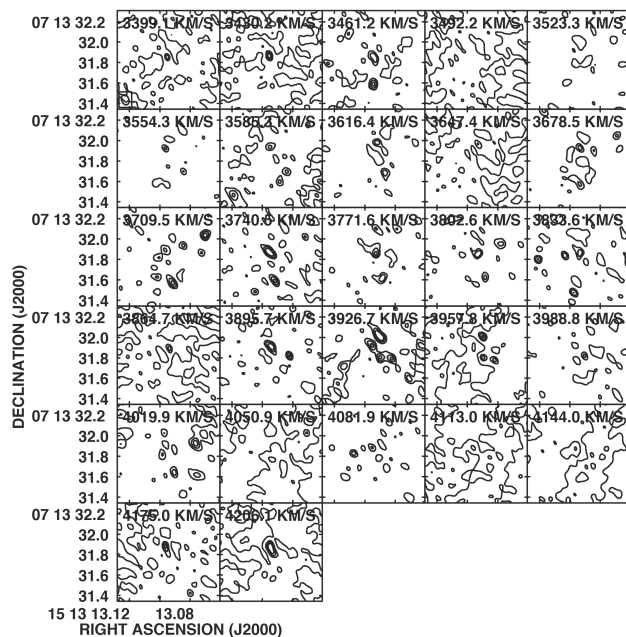 07 13 32.2 3399.1 KM/S 3430.2 KM/S 3461.2 KM/S 3492.2 KM/S 3523.3 KM/S
32.0
31.8
31.6
31.4
07 13 32.2 3554.3 KM/S 3585.3 KM/S 3616.4 KM/S 3647.4 KM/S 3678.5 KM/S
32.0
31.8
31.6
31.4
07 13 32.2 3709.5 KM/S 3740.6 KM/S 3771.6 KM/S 3802.6 KM/S 3833.6 KM/S
32.0
31.8
31.6
31.4
07 13 32.2 3864.7 KM/S 3895.7 KM/S 3926.7 KM/S 3957.8 KM/S 3988.8 KM/S
32.0
31.8
31.6
31.4
07 13 32.2 4019.9 KM/S 4050.9 KM/S 4081.9 KM/S 4113.0 KM/S 4144.0 KM/S
32.0
31.8
31.6
31.4
07 13 32.2 4175.0 KM/S 4206.1 KM/S
32.0
31.8
31.6
31.4
DECLINATION (J2000)
15 13 13.12 13.08
RIGHT ASCENSION (J2000)